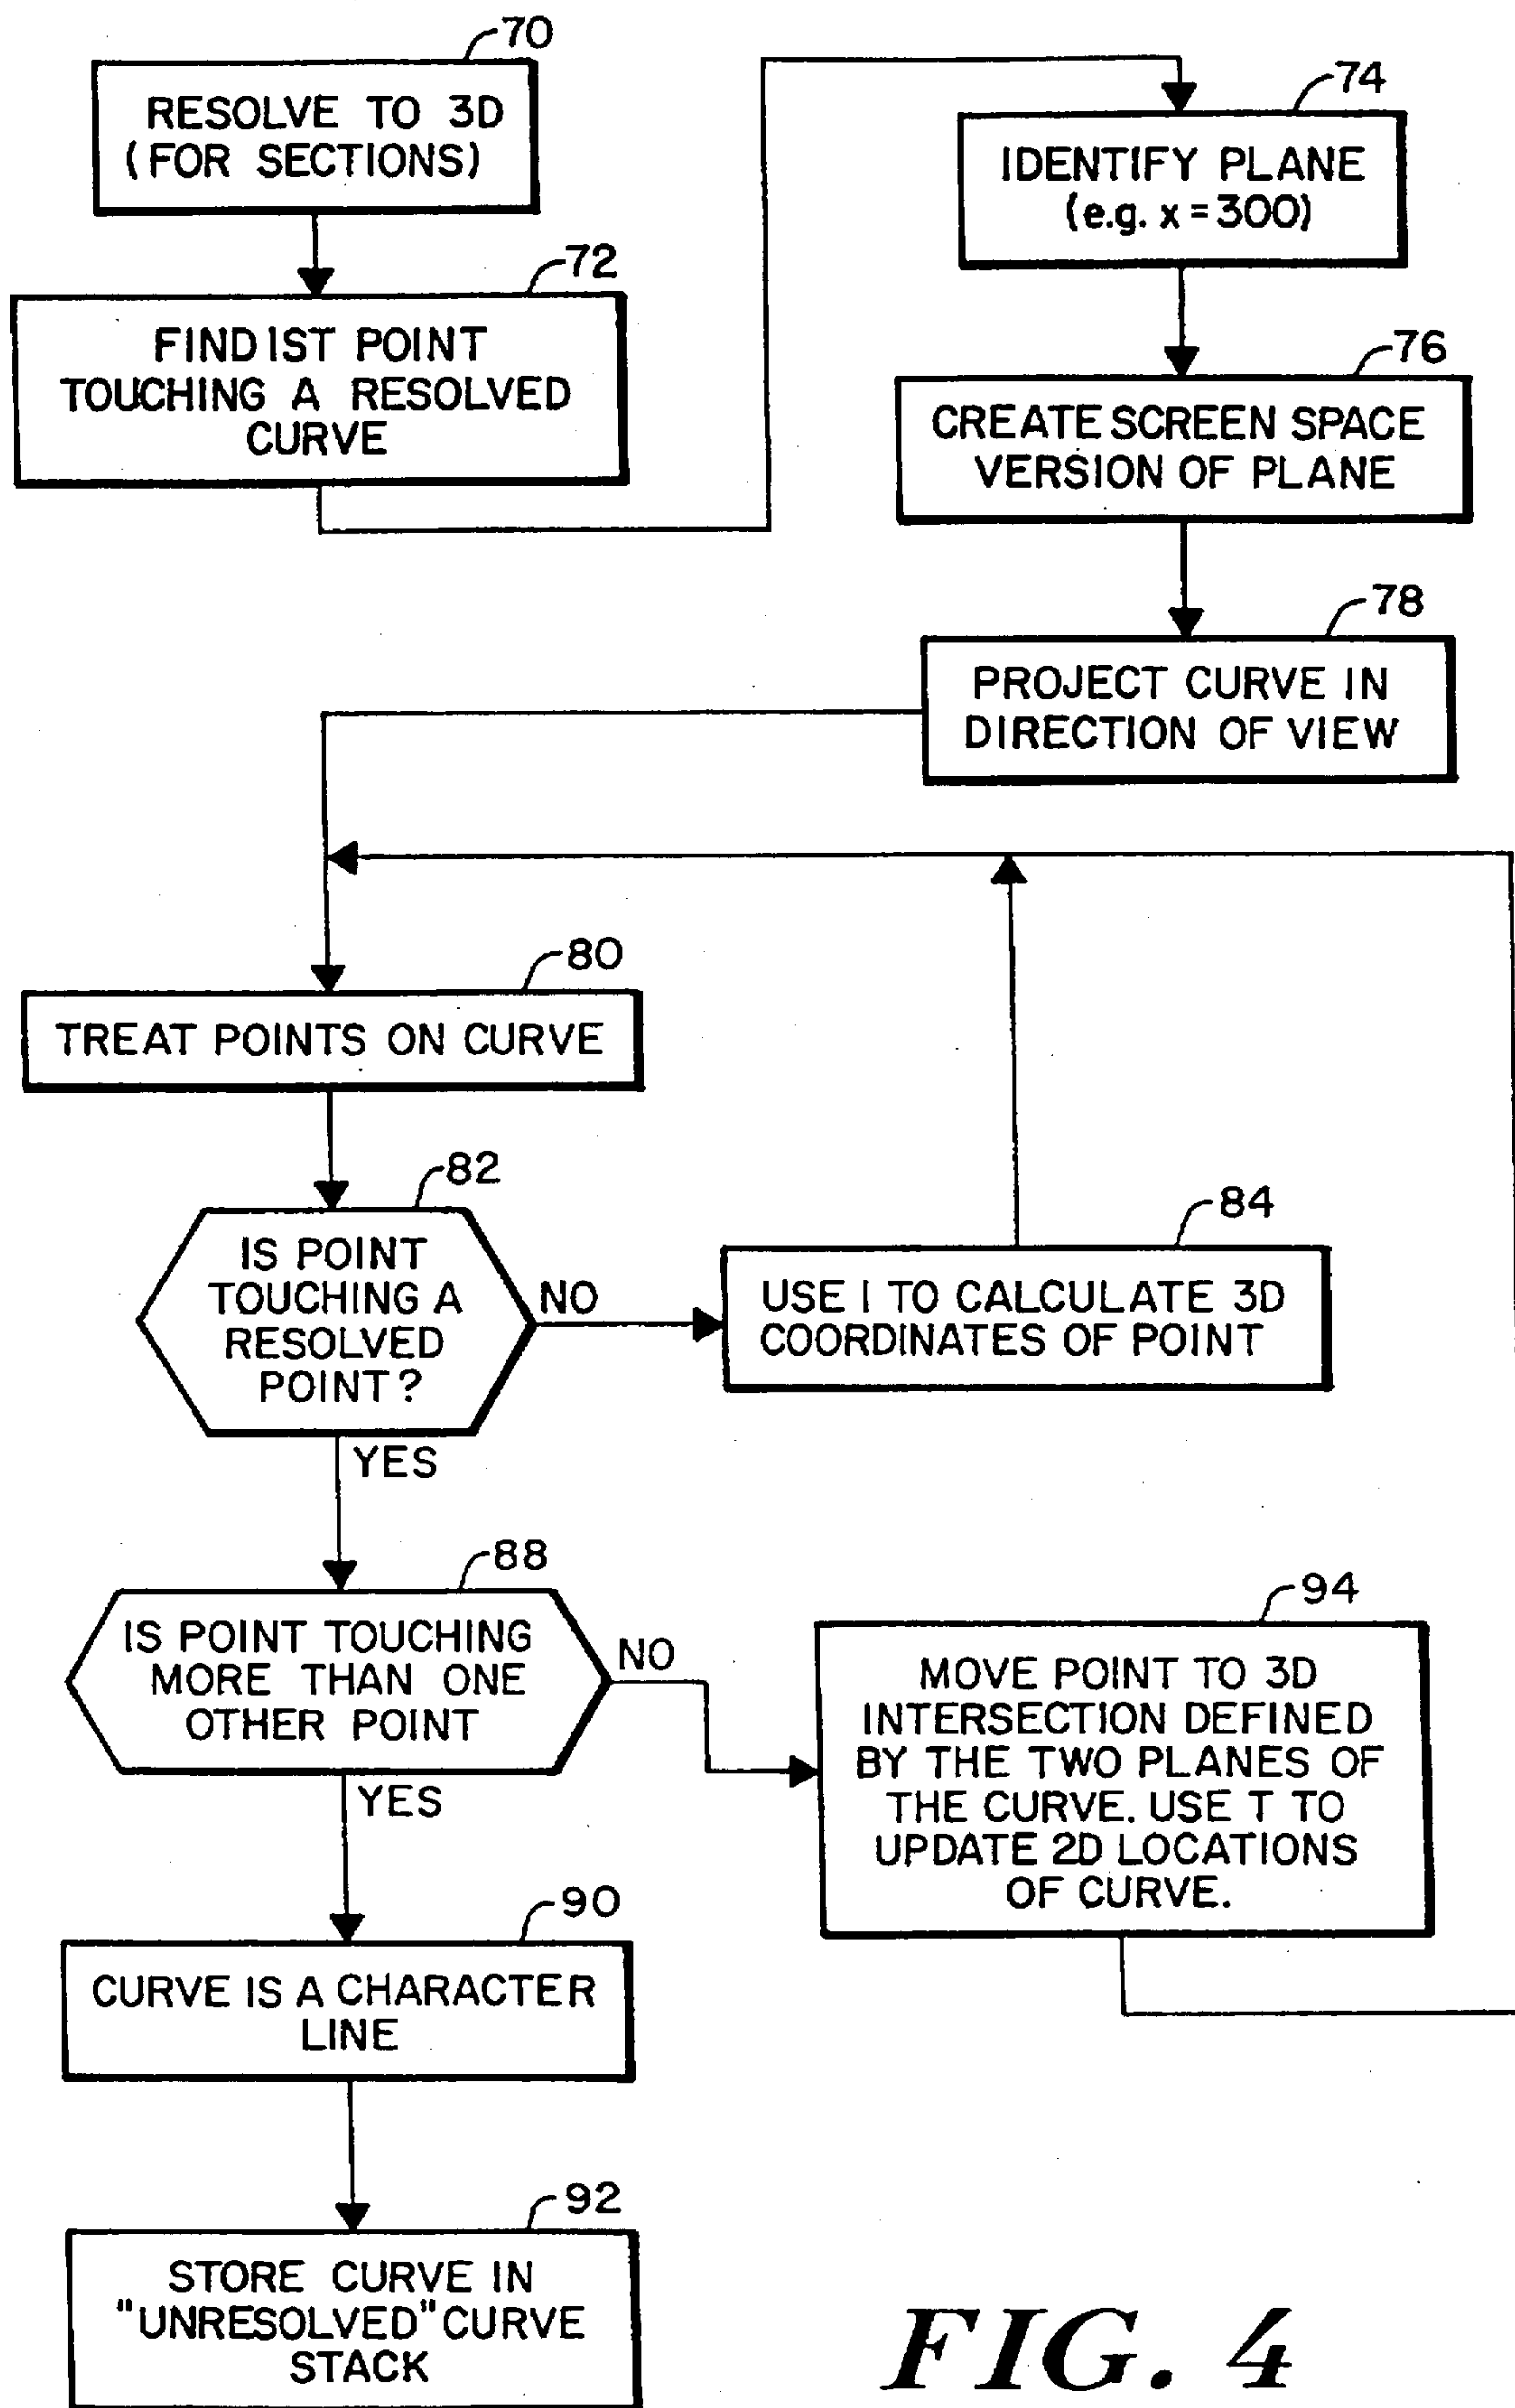 70
RESOLVE TO 3D
(FOR SECTIONS)
72
FIND 1ST POINT
TOUCHING A RESOLVED
CURVE
74
IDENTIFY PLANE
(e.g. x = 300)
76
CREATE SCREEN SPACE
VERSION OF PLANE
78
PROJECT CURVE IN
DIRECTION OF VIEW
80
TREAT POINTS ON CURVE
82
IS POINT
TOUCHING A
RESOLVED
POINT?
NO
84
USE I TO CALCULATE 3D
COORDINATES OF POINT
YES
88
IS POINT TOUCHING
MORE THAN ONE
OTHER POINT
NO
94
MOVE POINT TO 3D
INTERSECTION DEFINED
BY THE TWO PLANES OF
THE CURVE. USE T TO
UPDATE 2D LOCATIONS
OF CURVE.
YES
90
CURVE IS A CHARACTER
LINE
92
STORE CURVE IN
"UNRESOLVED" CURVE
STACK
FIG. 4